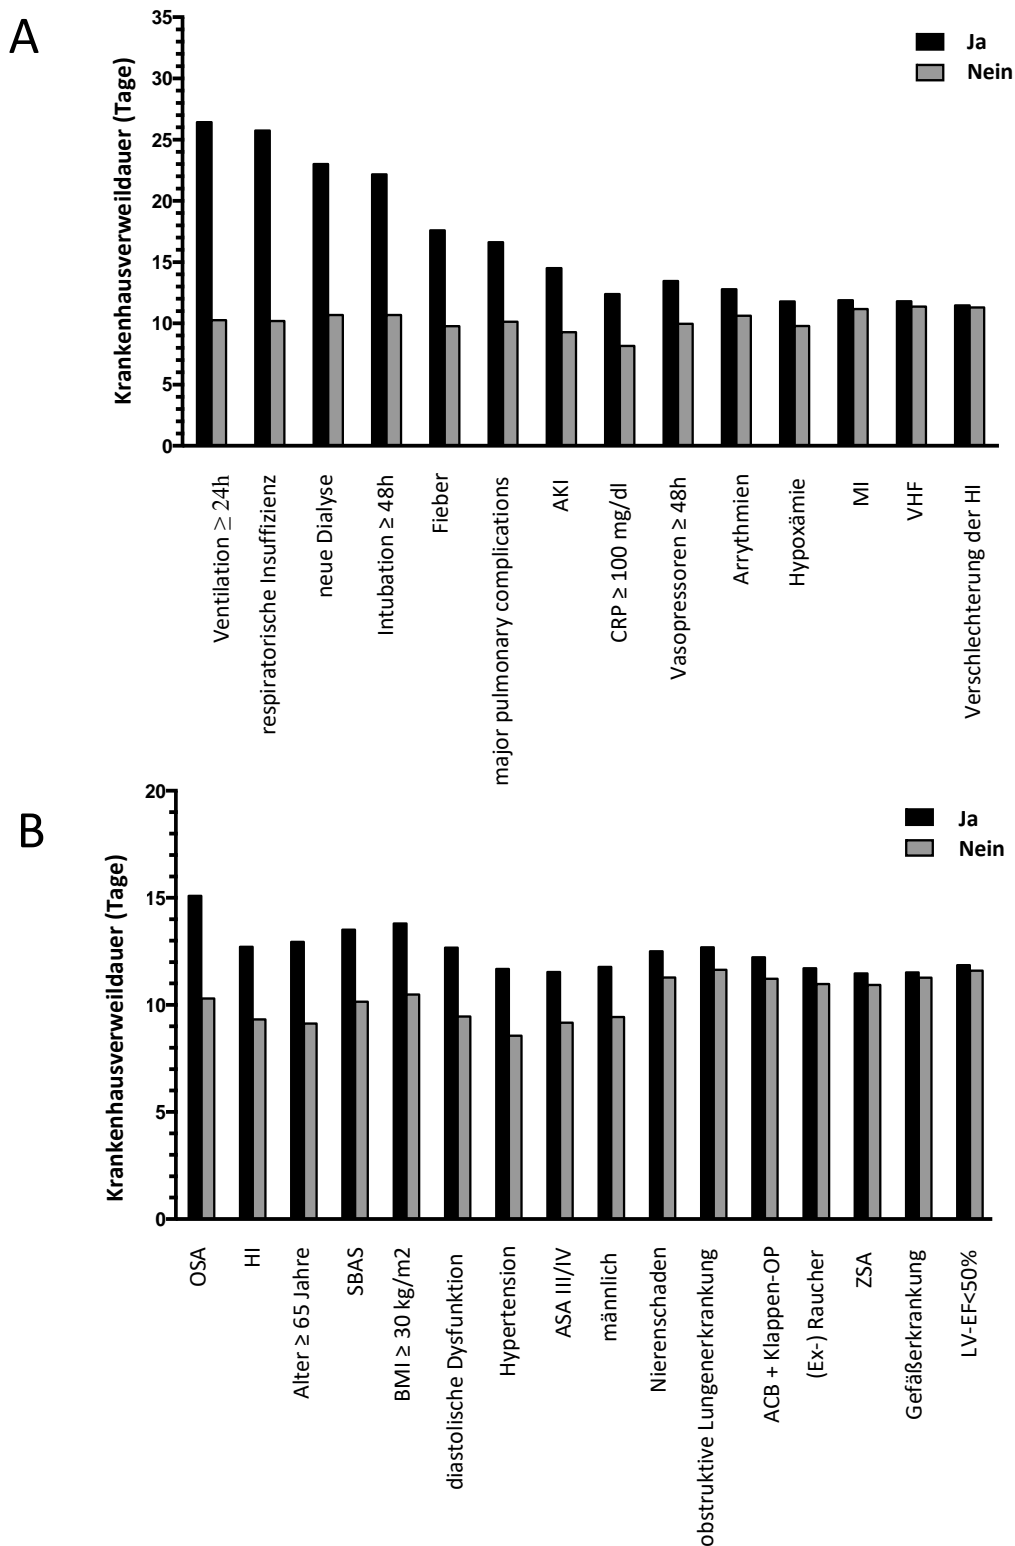 A
Krankenhausverweildauer (Tage)
35
30
25
20
15
10
5
0
Ja
Nein
Ventilation ≥ 24h
respiratorische Insuffizienz
neue Dialyse
Intubation ≥ 48h
Fieber
major pulmonary complications
AKI
CRP ≥ 100 mg/dl
Vasopressoren ≥ 48h
Arrythmien
Hypoxämie
MI
VHF
Verschlechterung der HI
B
Krankenhausverweildauer (Tage)
20
15
10
5
0
Ja
Nein
OSA
HI
Alter ≥ 65 Jahre
SBAS
BMI ≥ 30 kg/m2
diastolische Dysfunktion
Hypertension
ASA III/IV
männlich
Nierenschaden
obstruktive Lungenerkrankung
ACB + Klappen-OP
(Ex-) Raucher
ZSA
Gefäßerkrankung
LV-EF<50%